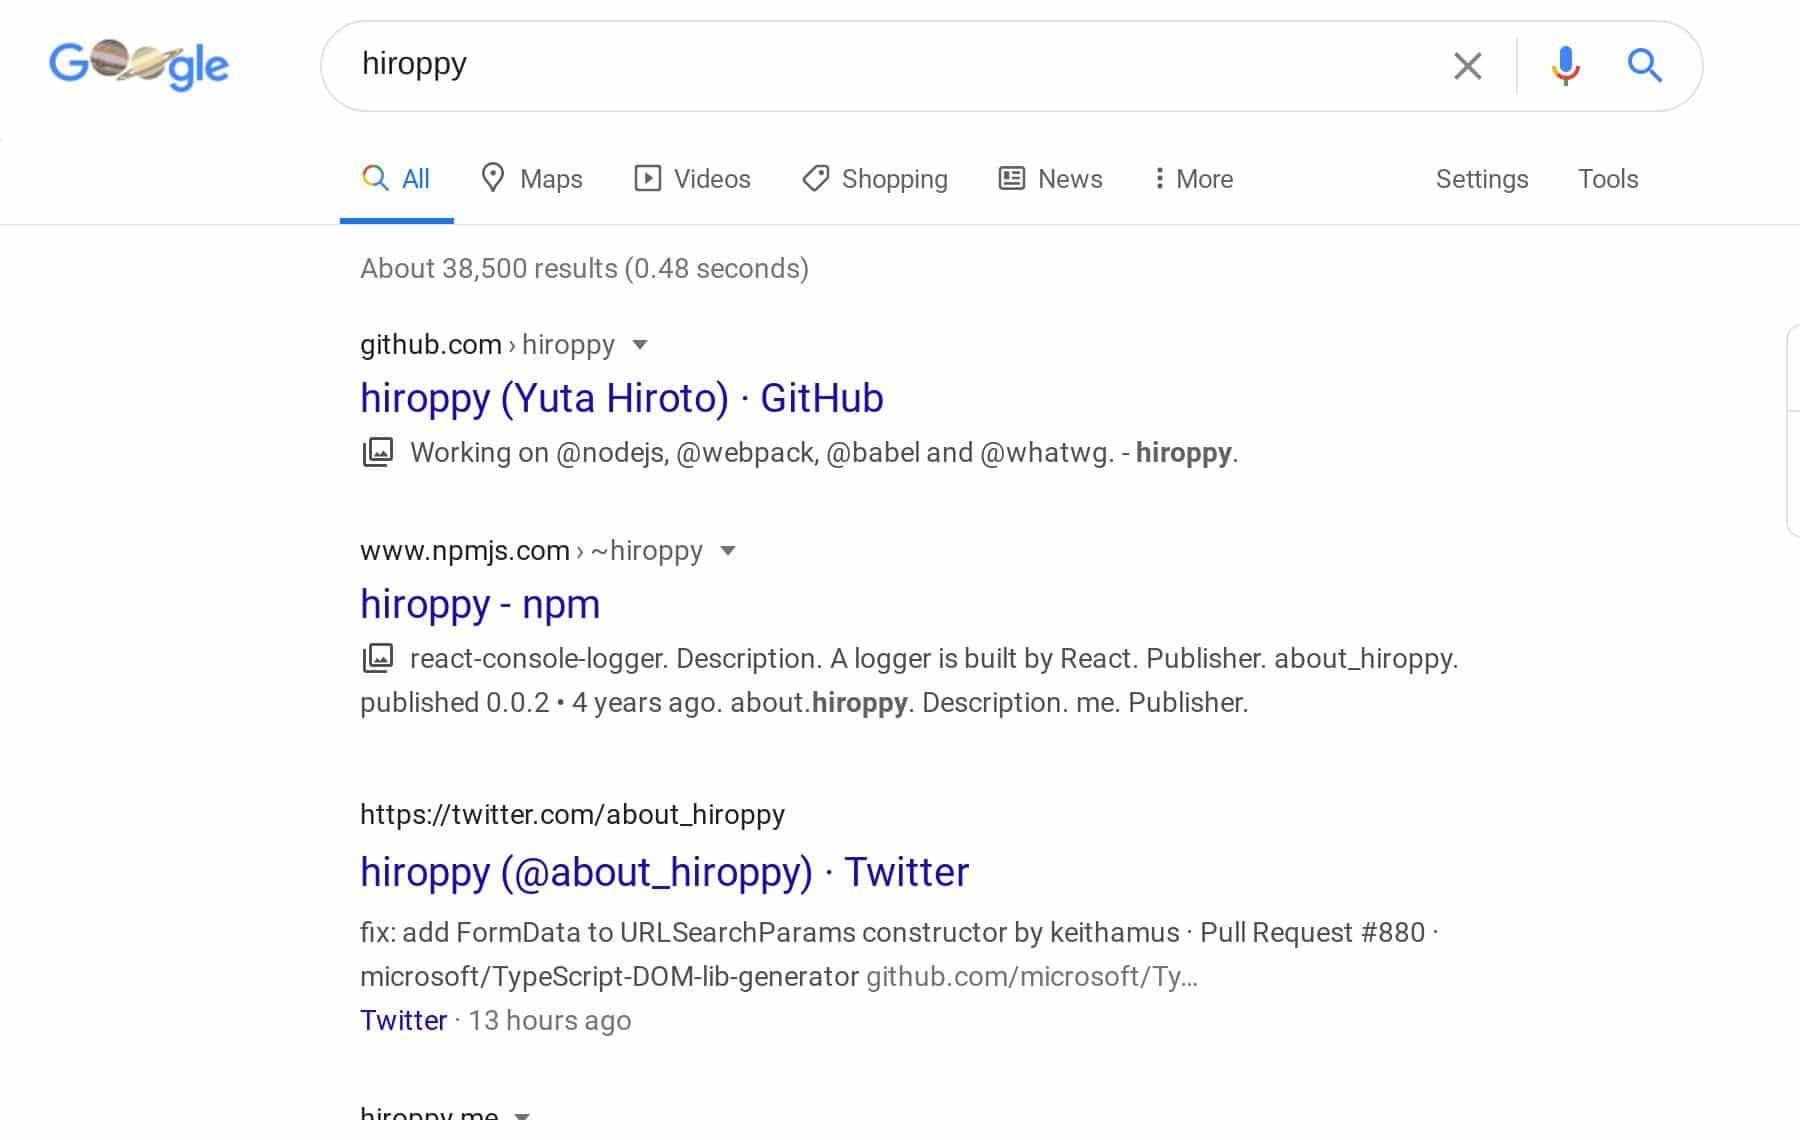 Google
hiroppy
All Maps Videos Shopping News More Settings Tools
About 38,500 results (0.48 seconds)
github.com › hiroppy
hiroppy (Yuta Hiroto) · GitHub
Working on @nodejs, @webpack, @babel and @whatwg. - hiroppy.
www.npmjs.com › ~hiroppy
hiroppy - npm
react-console-logger. Description. A logger is built by React. Publisher. about_hiroppy.
published 0.0.2 • 4 years ago. about.hiroppy. Description. me. Publisher.
https://twitter.com/about_hiroppy
hiroppy (@about_hiroppy) · Twitter
fix: add FormData to URLSearchParams constructor by keithamus · Pull Request #880 ·
microsoft/TypeScript-DOM-lib-generator github.com/microsoft/Ty…
Twitter · 13 hours ago
hiroppy.me